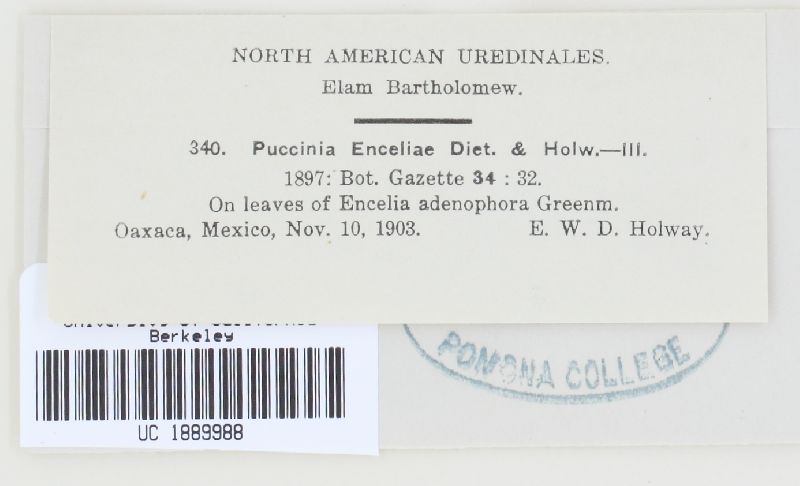 NORTH AMERICAN UREDINALES.
Elam Bartholomew.
340. Puccinia Enceliae Diet. & Holw.—III.
1897: Bot. Gazette 34 : 32.
On leaves of Encelia adenophora Greenm.
Oaxaca, Mexico, Nov. 10, 1903. E. W. D. Holway.
Berkeley
UC 1889988
POMONA COLLEGE